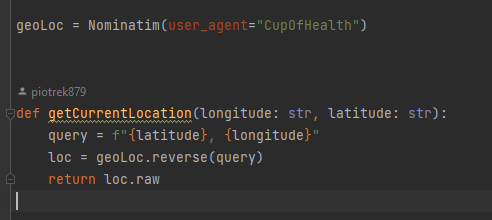 geoLoc = Nominatim(user_agent="CupOfHealth")
piotrek879
def getCurrentLocation(longitude: str, latitude: str):
    query = f"{latitude}, {longitude}"
    loc = geoLoc.reverse(query)
    return loc.raw